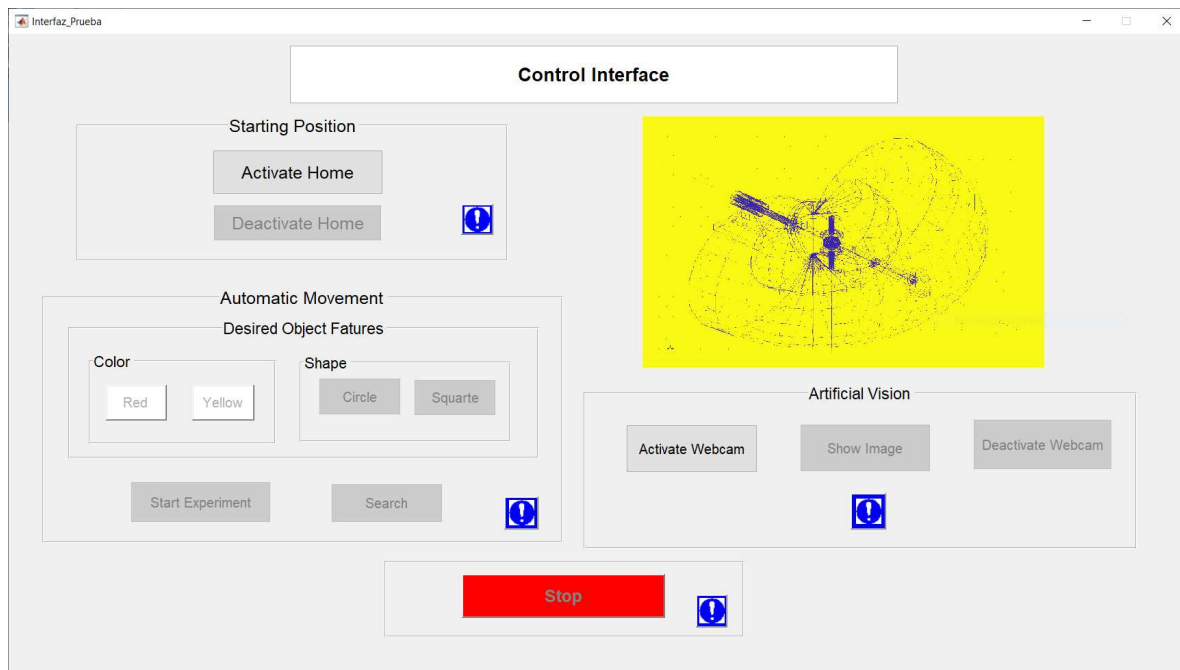 Interfaz_Prueba
Control Interface
Starting Position
Activate Home
Deactivate Home
Automatic Movement
Desired Object Fatures
Color
Red
Yellow
Shape
Circle
Squarte
Start Experiment
Search
Artificial Vision
Activate Webcam
Show Image
Deactivate Webcam
Stop